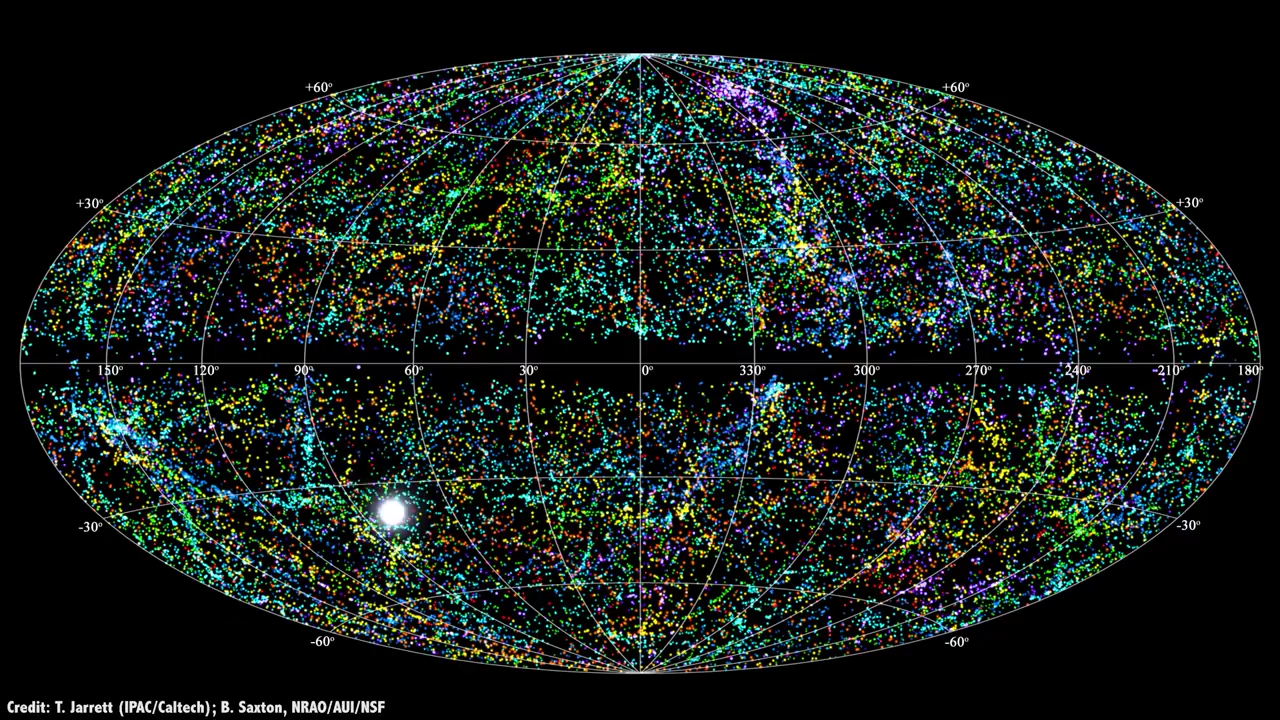 +60° +60°
+30° +30°
150° 120° 90° 60° 30° 0° 330° 300° 270° 240° 210° 180°
-30° -30°
-60° -60°
Credit: T. Jarrett (IPAC/Caltech); B. Saxton, NRAO/AUI/NSF